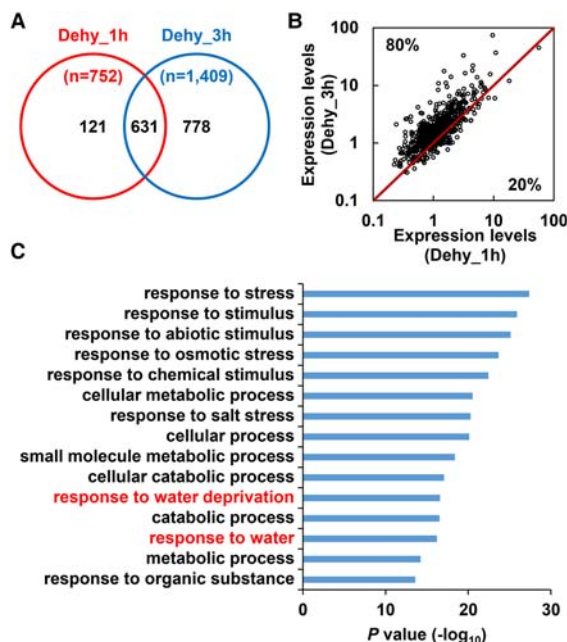 A
Dehy_1h Dehy_3h
(n=752) (n=1,409)
121 631 778
B
Expression levels
(Dehy_3h)
100
10
1
0.1
80%
20%
0.1 1 10 100
Expression levels
(Dehy_1h)
C
response to stress
response to stimulus
response to abiotic stimulus
response to osmotic stress
response to chemical stimulus
cellular metabolic process
response to salt stress
cellular process
small molecule metabolic process
cellular catabolic process
response to water deprivation
catabolic process
response to water
metabolic process
response to organic substance
0 10 20 30
P value (-log10)